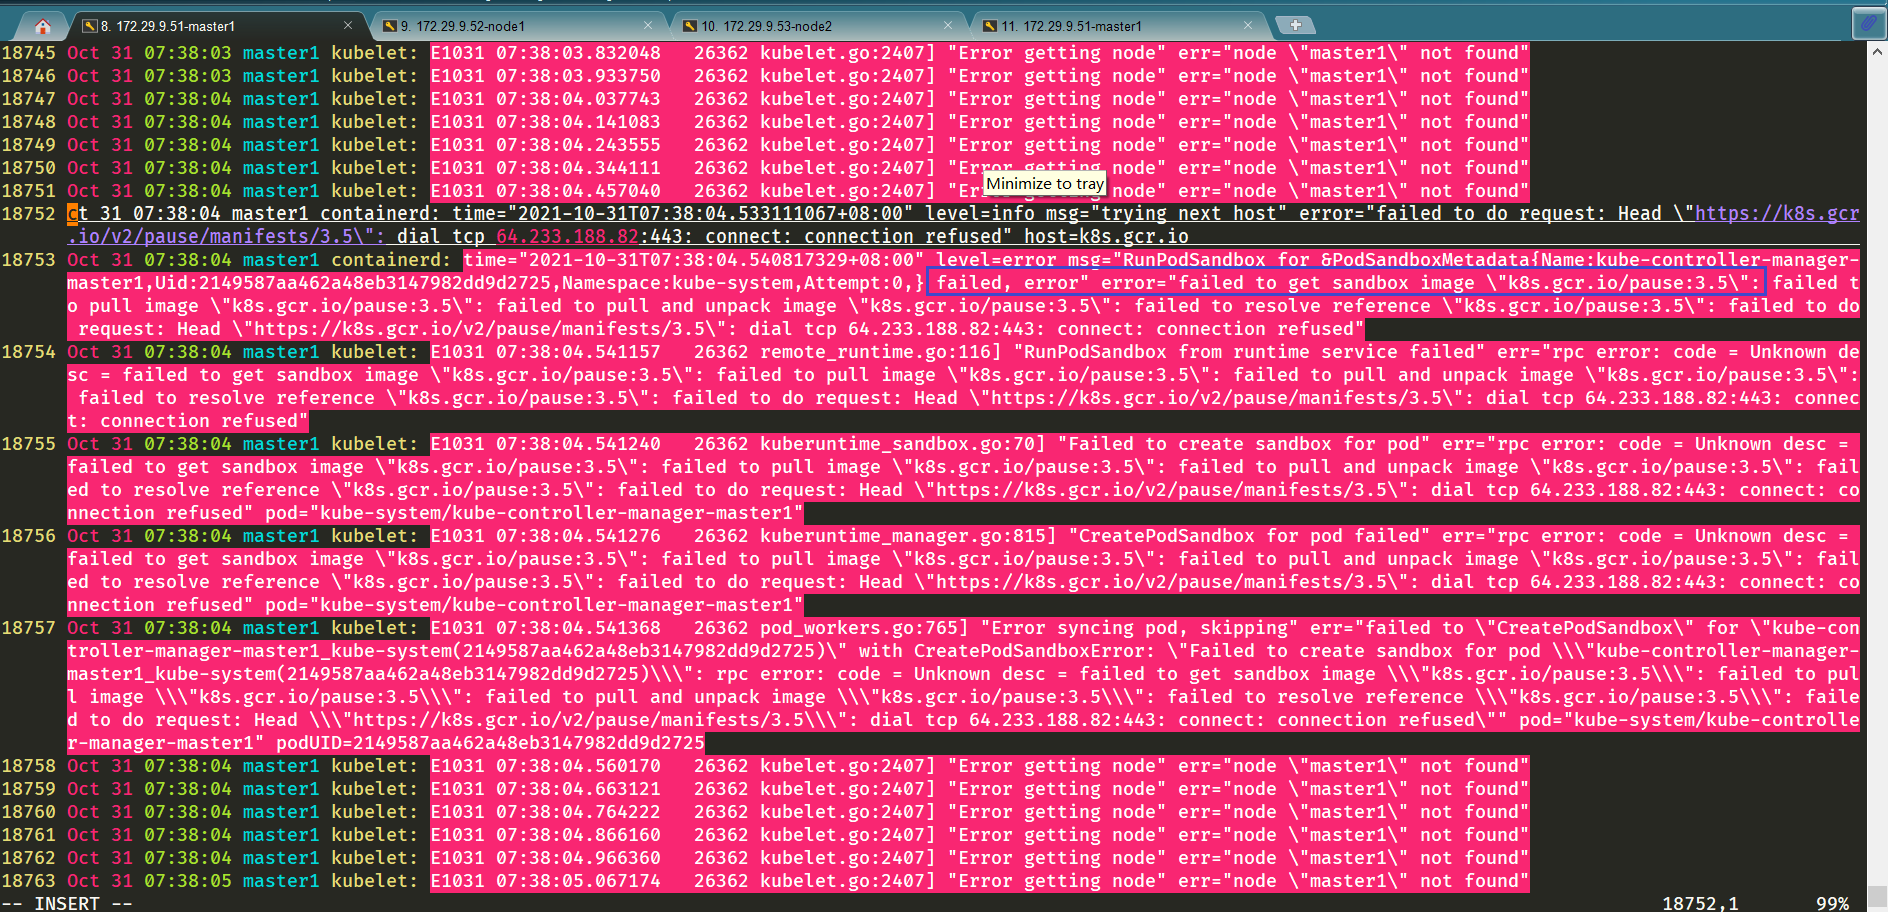 8. 172.29.9.51-master1
9. 172.29.9.52-node1
10. 172.29.9.53-node2
11. 172.29.9.51-master1
18745 Oct 31 07:38:03 master1 kubelet: E1031 07:38:03.832048   26362 kubelet.go:2407] "Error getting node" err="node \"master1\" not found"
18746 Oct 31 07:38:03 master1 kubelet: E1031 07:38:03.933750   26362 kubelet.go:2407] "Error getting node" err="node \"master1\" not found"
18747 Oct 31 07:38:04 master1 kubelet: E1031 07:38:04.037743   26362 kubelet.go:2407] "Error getting node" err="node \"master1\" not found"
18748 Oct 31 07:38:04 master1 kubelet: E1031 07:38:04.141083   26362 kubelet.go:2407] "Error getting node" err="node \"master1\" not found"
18749 Oct 31 07:38:04 master1 kubelet: E1031 07:38:04.243555   26362 kubelet.go:2407] "Error getting node" err="node \"master1\" not found"
18750 Oct 31 07:38:04 master1 kubelet: E1031 07:38:04.344111   26362 kubelet.go:2407] "Error getting node" err="node \"master1\" not found"
Minimize to tray
18751 Oct 31 07:38:04 master1 kubelet: E1031 07:38:04.457040   26362 kubelet.go:2407] "Error getting node" err="node \"master1\" not found"
18752 ct 31 07:38:04 master1 containerd: time="2021-10-31T07:38:04.533111067+08:00" level=info msg="trying next host" error="failed to do request: Head \"https://k8s.gcr
.io/v2/pause/manifests/3.5\": dial tcp 64.233.188.82:443: connect: connection refused" host=k8s.gcr.io
18753 Oct 31 07:38:04 master1 containerd: time="2021-10-31T07:38:04.540817329+08:00" level=error msg="RunPodSandbox for &PodSandboxMetadata{Name:kube-controller-manager-
master1,Uid:2149587aa462a48eb3147982dd9d2725,Namespace:kube-system,Attempt:0,} failed, error" error="failed to get sandbox image \"k8s.gcr.io/pause:3.5\": failed t
o pull image \"k8s.gcr.io/pause:3.5\": failed to pull and unpack image \"k8s.gcr.io/pause:3.5\": failed to resolve reference \"k8s.gcr.io/pause:3.5\": failed to do
 request: Head \"https://k8s.gcr.io/v2/pause/manifests/3.5\": dial tcp 64.233.188.82:443: connect: connection refused"
18754 Oct 31 07:38:04 master1 kubelet: E1031 07:38:04.541157   26362 remote_runtime.go:116] "RunPodSandbox from runtime service failed" err="rpc error: code = Unknown de
sc = failed to get sandbox image \"k8s.gcr.io/pause:3.5\": failed to pull image \"k8s.gcr.io/pause:3.5\": failed to pull and unpack image \"k8s.gcr.io/pause:3.5\":
 failed to resolve reference \"k8s.gcr.io/pause:3.5\": failed to do request: Head \"https://k8s.gcr.io/v2/pause/manifests/3.5\": dial tcp 64.233.188.82:443: connec
t: connection refused"
18755 Oct 31 07:38:04 master1 kubelet: E1031 07:38:04.541240   26362 kuberuntime_sandbox.go:70] "Failed to create sandbox for pod" err="rpc error: code = Unknown desc =
failed to get sandbox image \"k8s.gcr.io/pause:3.5\": failed to pull image \"k8s.gcr.io/pause:3.5\": failed to pull and unpack image \"k8s.gcr.io/pause:3.5\": fail
ed to resolve reference \"k8s.gcr.io/pause:3.5\": failed to do request: Head \"https://k8s.gcr.io/v2/pause/manifests/3.5\": dial tcp 64.233.188.82:443: connect: co
nnection refused" pod="kube-system/kube-controller-manager-master1"
18756 Oct 31 07:38:04 master1 kubelet: E1031 07:38:04.541276   26362 kuberuntime_manager.go:815] "CreatePodSandbox for pod failed" err="rpc error: code = Unknown desc =
failed to get sandbox image \"k8s.gcr.io/pause:3.5\": failed to pull image \"k8s.gcr.io/pause:3.5\": failed to pull and unpack image \"k8s.gcr.io/pause:3.5\": fail
ed to resolve reference \"k8s.gcr.io/pause:3.5\": failed to do request: Head \"https://k8s.gcr.io/v2/pause/manifests/3.5\": dial tcp 64.233.188.82:443: connect: co
nnection refused" pod="kube-system/kube-controller-manager-master1"
18757 Oct 31 07:38:04 master1 kubelet: E1031 07:38:04.541368   26362 pod_workers.go:765] "Error syncing pod, skipping" err="failed to \"CreatePodSandbox\" for \"kube-con
troller-manager-master1_kube-system(2149587aa462a48eb3147982dd9d2725)\" with CreatePodSandboxError: \"Failed to create sandbox for pod \\\"kube-controller-manager-
master1_kube-system(2149587aa462a48eb3147982dd9d2725)\\\": rpc error: code = Unknown desc = failed to get sandbox image \\\"k8s.gcr.io/pause:3.5\\\": failed to pul
l image \\\"k8s.gcr.io/pause:3.5\\\": failed to pull and unpack image \\\"k8s.gcr.io/pause:3.5\\\": failed to resolve reference \\\"k8s.gcr.io/pause:3.5\\\": faile
d to do request: Head \\\"https://k8s.gcr.io/v2/pause/manifests/3.5\\\": dial tcp 64.233.188.82:443: connect: connection refused\"" pod="kube-system/kube-controlle
r-manager-master1" podUID=2149587aa462a48eb3147982dd9d2725
18758 Oct 31 07:38:04 master1 kubelet: E1031 07:38:04.560170   26362 kubelet.go:2407] "Error getting node" err="node \"master1\" not found"
18759 Oct 31 07:38:04 master1 kubelet: E1031 07:38:04.663121   26362 kubelet.go:2407] "Error getting node" err="node \"master1\" not found"
18760 Oct 31 07:38:04 master1 kubelet: E1031 07:38:04.764222   26362 kubelet.go:2407] "Error getting node" err="node \"master1\" not found"
18761 Oct 31 07:38:04 master1 kubelet: E1031 07:38:04.866160   26362 kubelet.go:2407] "Error getting node" err="node \"master1\" not found"
18762 Oct 31 07:38:04 master1 kubelet: E1031 07:38:04.966360   26362 kubelet.go:2407] "Error getting node" err="node \"master1\" not found"
18763 Oct 31 07:38:05 master1 kubelet: E1031 07:38:05.067174   26362 kubelet.go:2407] "Error getting node" err="node \"master1\" not found"
-- INSERT -- 18752,1 99%